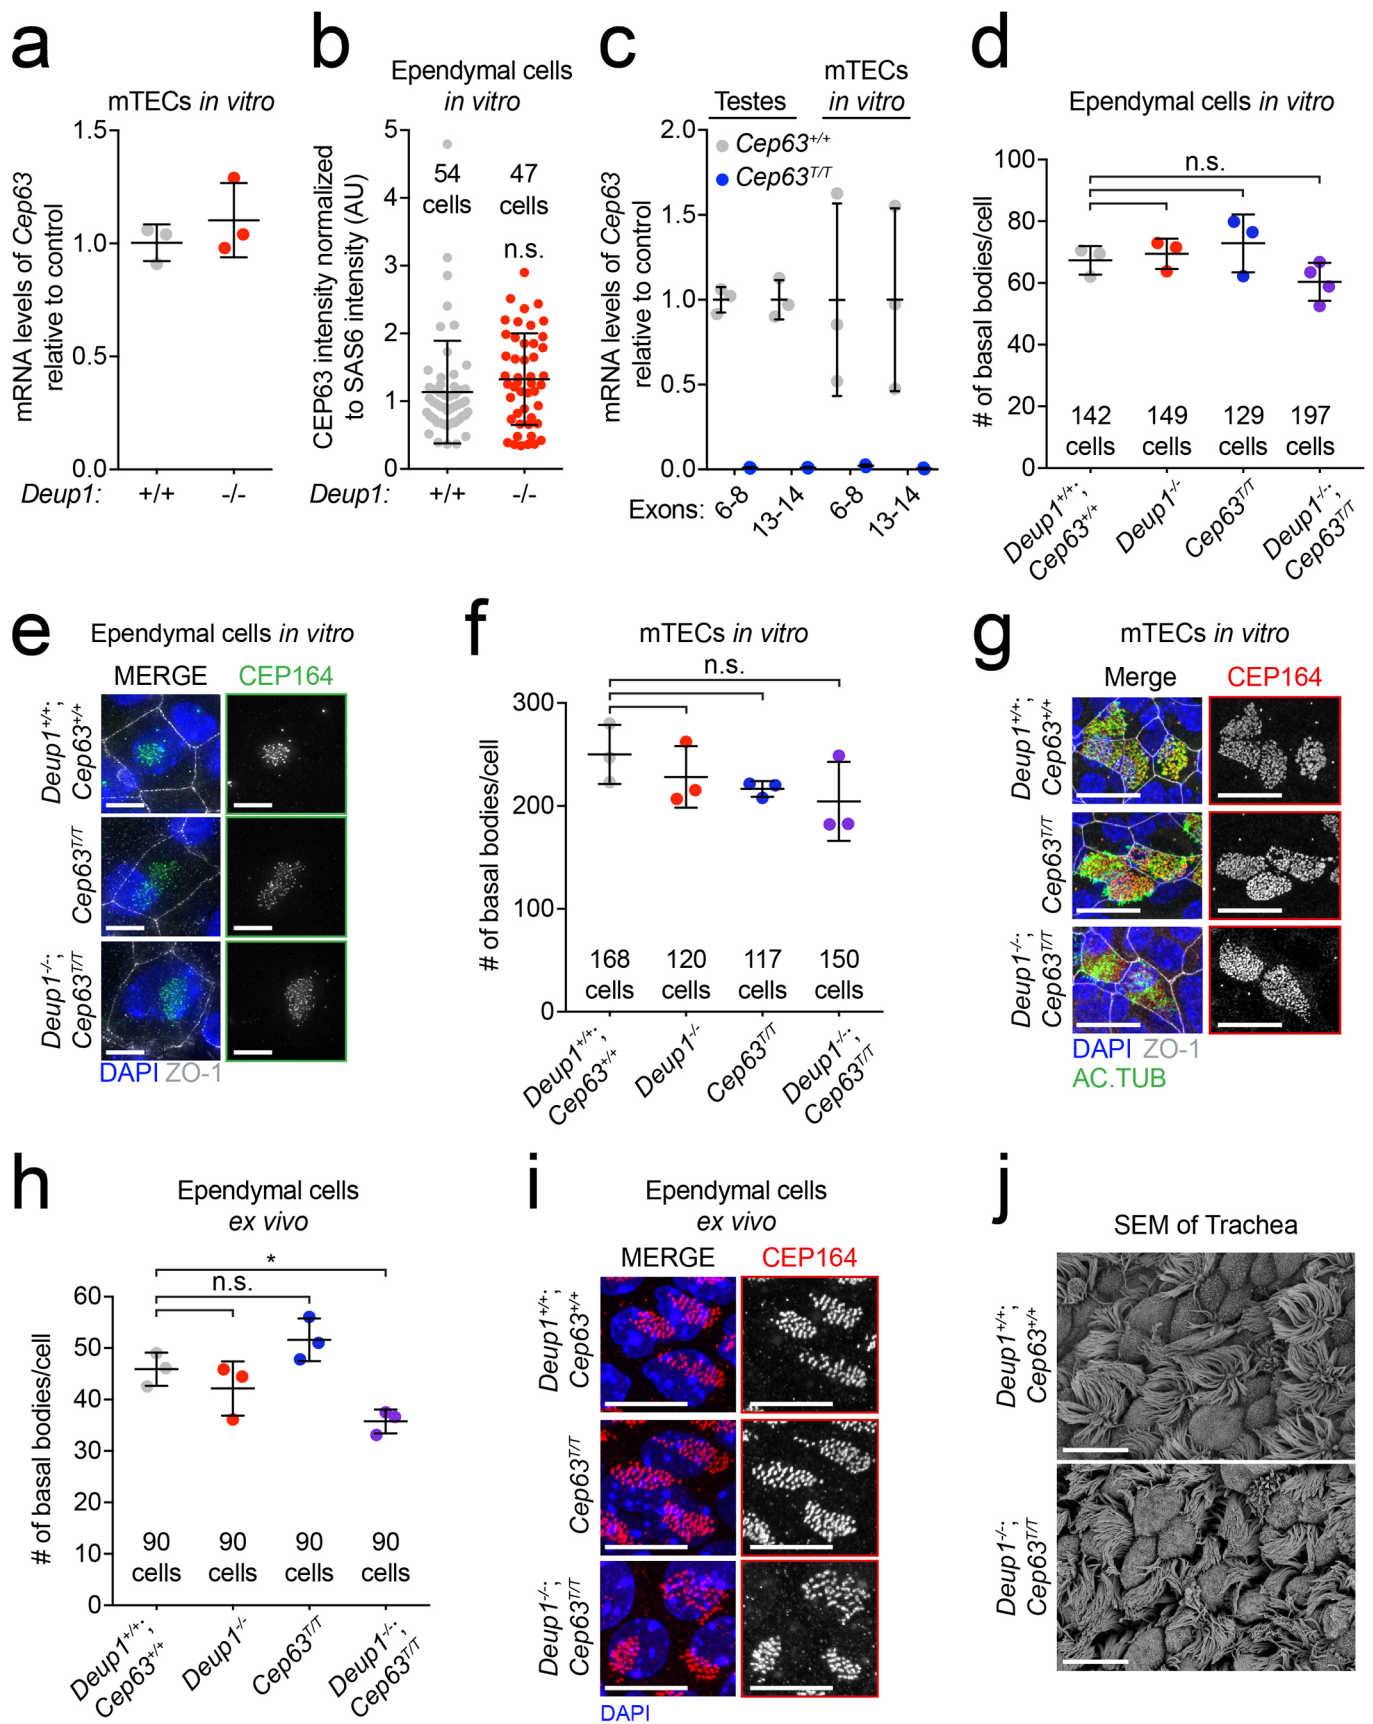 a
mTECs in vitro
mRNA levels of Cep63
relative to control
1.5
1.0
0.5
0.0
Deup1: +/+ -/-
b
Ependymal cells
in vitro
CEP63 intensity normalized
to SAS6 intensity (AU)
5
4
3
2
1
0
54
cells
47
cells
n.s.
Deup1: +/+ -/-
c
Testes
mTECs
in vitro
mRNA levels of Cep63
relative to control
2.0
1.5
1.0
0.5
0.0
Cep63+/+
Cep63T/T
Exons: 6-8 13-14 6-8 13-14
d
Ependymal cells in vitro
# of basal bodies/cell
100
80
60
40
20
0
n.s.
142
cells
149
cells
129
cells
197
cells
Deup1+/+;
Cep63+/+
Deup1-/-
Cep63T/T
Deup1-/-;
Cep63T/T
e
Ependymal cells in vitro
MERGE CEP164
Deup1+/+;
Cep63+/+
Cep63T/T
Deup1-/-;
Cep63T/T
DAPI ZO-1
f
mTECs in vitro
n.s.
# of basal bodies/cell
300
200
100
0
168
cells
120
cells
117
cells
150
cells
Deup1+/+;
Cep63+/+
Deup1-/-
Cep63T/T
Deup1-/-;
Cep63T/T
g
mTECs in vitro
Merge CEP164
Deup1+/+;
Cep63+/+
Cep63T/T
Deup1-/-;
Cep63T/T
DAPI ZO-1
AC.TUB
h
Ependymal cells
ex vivo
*
n.s.
# of basal bodies/cell
60
50
40
30
20
10
0
90
cells
90
cells
90
cells
90
cells
Deup1+/+;
Cep63+/+
Deup1-/-
Cep63T/T
Deup1-/-;
Cep63T/T
i
Ependymal cells
ex vivo
MERGE CEP164
Deup1+/+;
Cep63+/+
Cep63T/T
Deup1-/-;
Cep63T/T
DAPI
j
SEM of Trachea
Deup1+/+;
Cep63+/+
Deup1-/-;
Cep63T/T